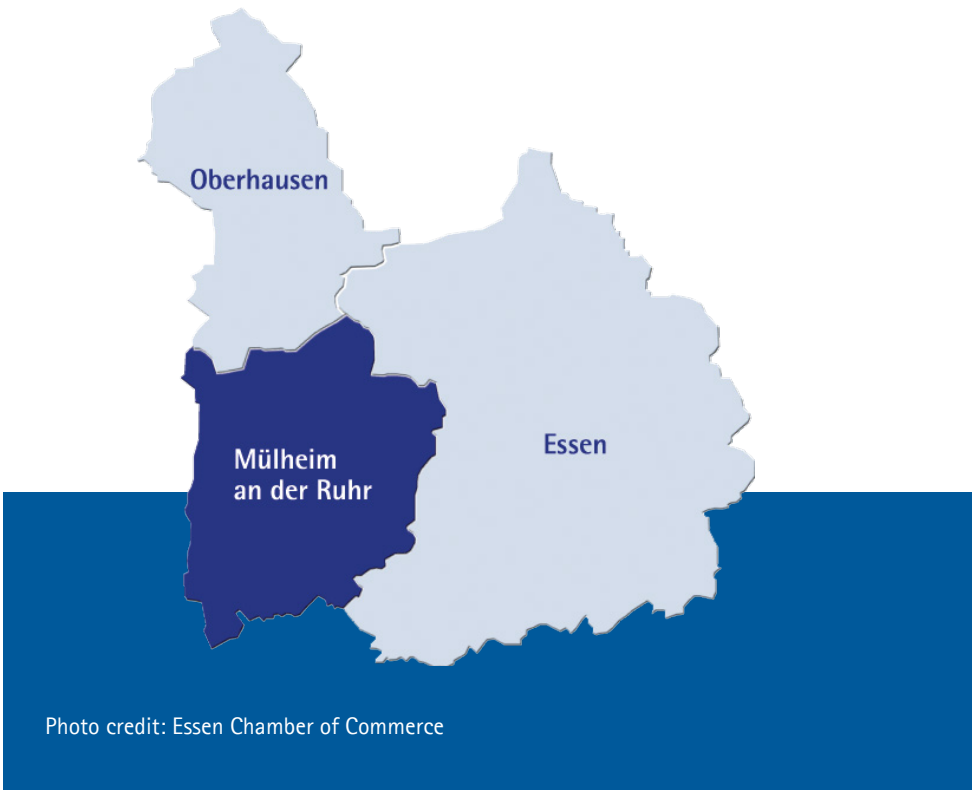 Oberhausen
Essen
Mülheim
an der Ruhr
Photo credit: Essen Chamber of Commerce